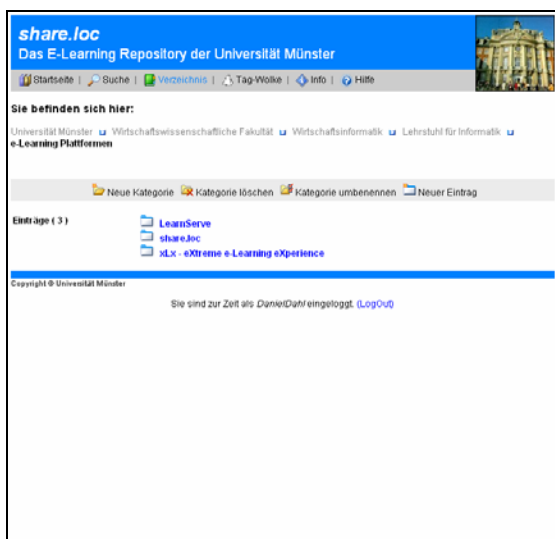 share.loc
Das E-Learning Repository der Universität Münster
Startseite | Suche | Verzeichnis | Tag-Wolke | Info | Hilfe
Sie befinden sich hier:
Universität Münster Wirtschaftswissenschaftliche Fakultät Wirtschaftsinformatik Lehrstuhl für Informatik
e-Learning Plattformen
Neue Kategorie Kategorie löschen Kategorie umbenennen Neuer Eintrag
Einträge ( 3 ) LearnServe
share.loc
xLx - eXtreme e-Learning eXperience
Copyright © Universität Münster
Sie sind zur Zeit als DanielDahl eingeloggt. (LogOut)